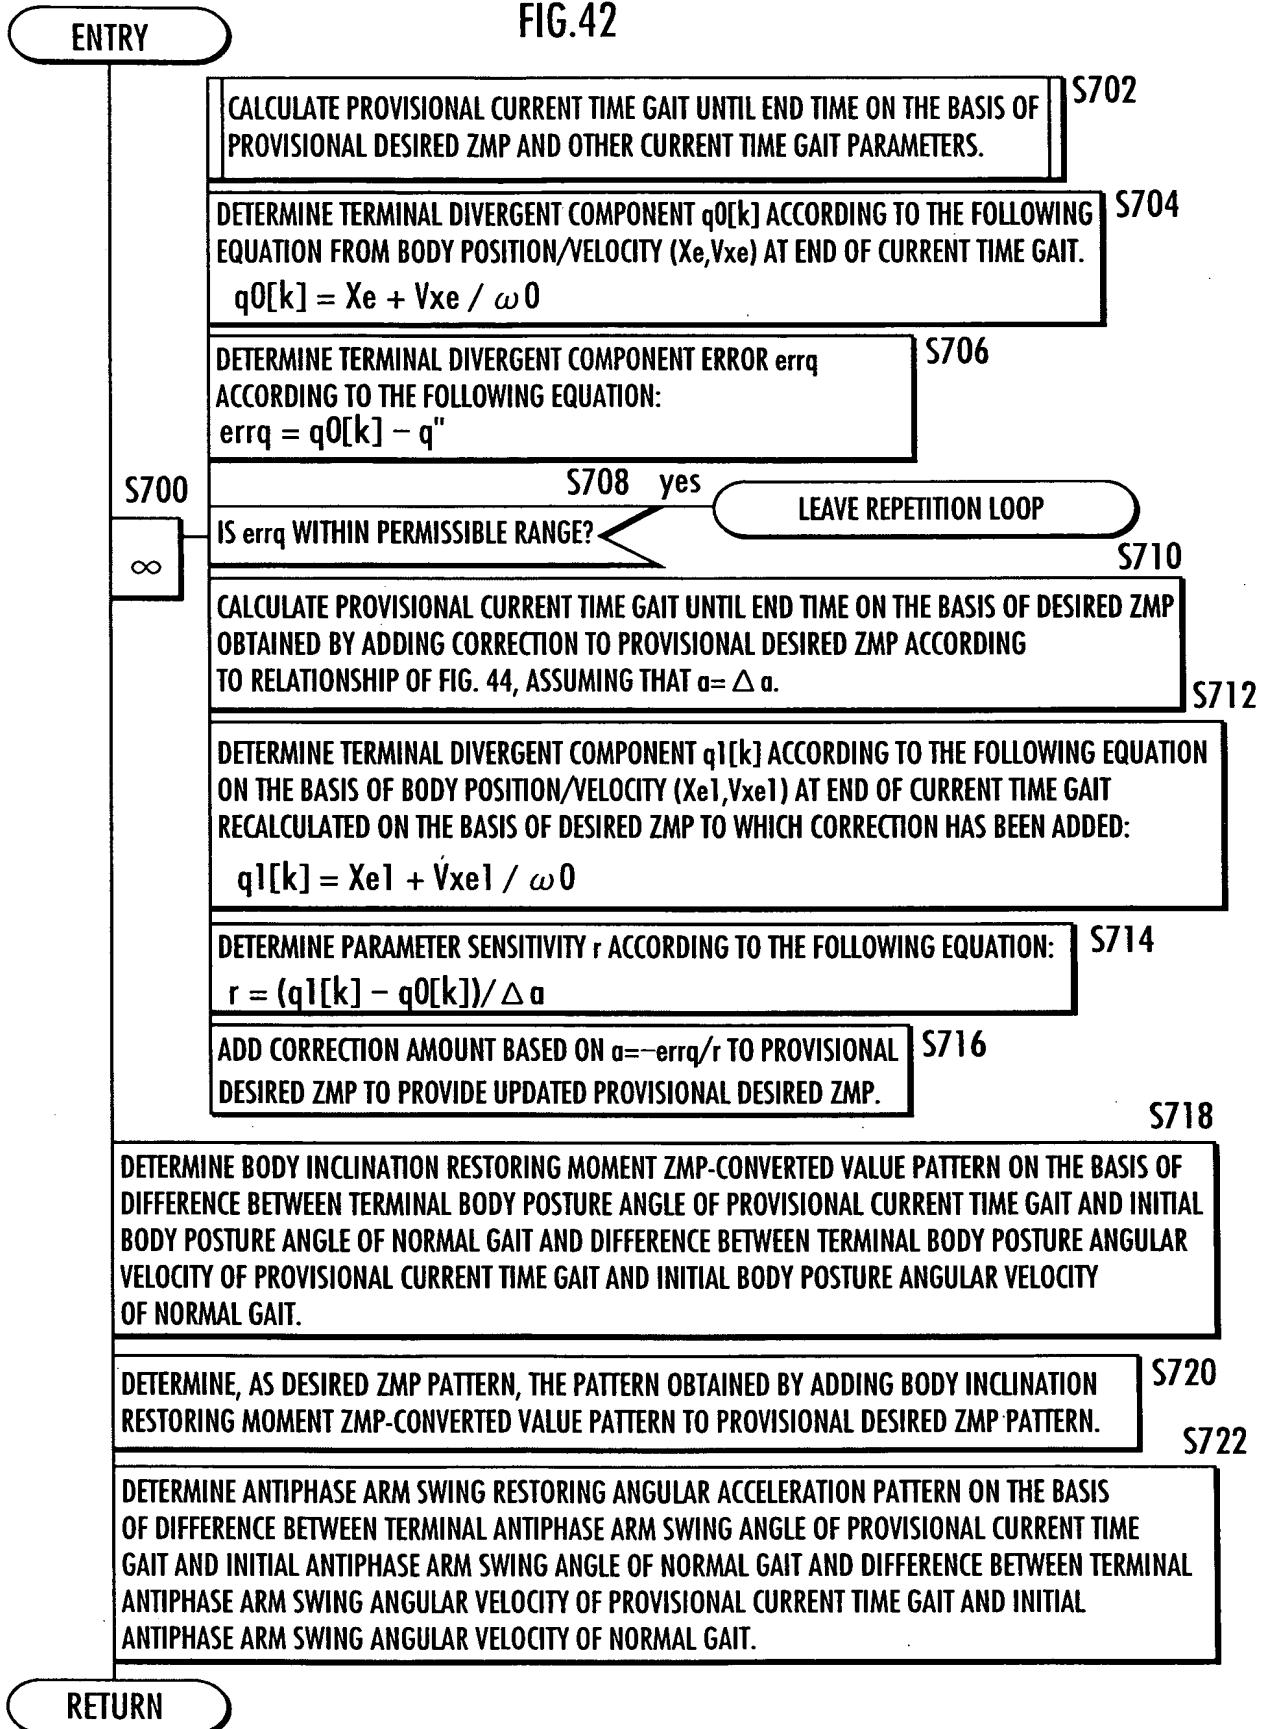 FIG.42
ENTRY
S702
CALCULATE PROVISIONAL CURRENT TIME GAIT UNTIL END TIME ON THE BASIS OF
PROVISIONAL DESIRED ZMP AND OTHER CURRENT TIME GAIT PARAMETERS.
S704
DETERMINE TERMINAL DIVERGENT COMPONENT q0[k] ACCORDING TO THE FOLLOWING
EQUATION FROM BODY POSITION/VELOCITY (Xe,Vxe) AT END OF CURRENT TIME GAIT.
q0[k] = Xe + Vxe / ω0
S706
DETERMINE TERMINAL DIVERGENT COMPONENT ERROR errq
ACCORDING TO THE FOLLOWING EQUATION:
errq = q0[k] − q"
S700
∞
S708 yes
IS errq WITHIN PERMISSIBLE RANGE?
LEAVE REPETITION LOOP
S710
CALCULATE PROVISIONAL CURRENT TIME GAIT UNTIL END TIME ON THE BASIS OF DESIRED ZMP
OBTAINED BY ADDING CORRECTION TO PROVISIONAL DESIRED ZMP ACCORDING
TO RELATIONSHIP OF FIG. 44, ASSUMING THAT a=△a.
S712
DETERMINE TERMINAL DIVERGENT COMPONENT q1[k] ACCORDING TO THE FOLLOWING EQUATION
ON THE BASIS OF BODY POSITION/VELOCITY (Xe1,Vxe1) AT END OF CURRENT TIME GAIT
RECALCULATED ON THE BASIS OF DESIRED ZMP TO WHICH CORRECTION HAS BEEN ADDED:
q1[k] = Xe1 + Vxe1 / ω0
S714
DETERMINE PARAMETER SENSITIVITY r ACCORDING TO THE FOLLOWING EQUATION:
r = (q1[k] − q0[k])/△a
S716
ADD CORRECTION AMOUNT BASED ON a=−errq/r TO PROVISIONAL
DESIRED ZMP TO PROVIDE UPDATED PROVISIONAL DESIRED ZMP.
S718
DETERMINE BODY INCLINATION RESTORING MOMENT ZMP-CONVERTED VALUE PATTERN ON THE BASIS OF
DIFFERENCE BETWEEN TERMINAL BODY POSTURE ANGLE OF PROVISIONAL CURRENT TIME GAIT AND INITIAL
BODY POSTURE ANGLE OF NORMAL GAIT AND DIFFERENCE BETWEEN TERMINAL BODY POSTURE ANGULAR
VELOCITY OF PROVISIONAL CURRENT TIME GAIT AND INITIAL BODY POSTURE ANGULAR VELOCITY
OF NORMAL GAIT.
S720
DETERMINE, AS DESIRED ZMP PATTERN, THE PATTERN OBTAINED BY ADDING BODY INCLINATION
RESTORING MOMENT ZMP-CONVERTED VALUE PATTERN TO PROVISIONAL DESIRED ZMP PATTERN.
S722
DETERMINE ANTIPHASE ARM SWING RESTORING ANGULAR ACCELERATION PATTERN ON THE BASIS
OF DIFFERENCE BETWEEN TERMINAL ANTIPHASE ARM SWING ANGLE OF PROVISIONAL CURRENT TIME
GAIT AND INITIAL ANTIPHASE ARM SWING ANGLE OF NORMAL GAIT AND DIFFERENCE BETWEEN TERMINAL
ANTIPHASE ARM SWING ANGULAR VELOCITY OF PROVISIONAL CURRENT TIME GAIT AND INITIAL
ANTIPHASE ARM SWING ANGULAR VELOCITY OF NORMAL GAIT.
RETURN